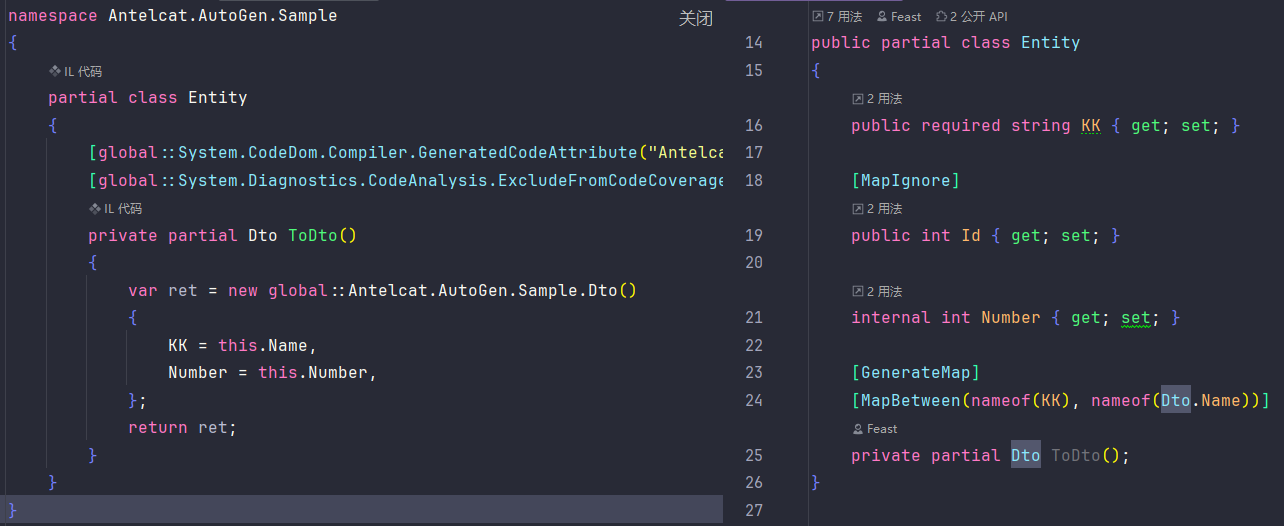 namespace Antelcat.AutoGen.Sample
关闭
{
IL 代码
partial class Entity
{
[global::System.CodeDom.Compiler.GeneratedCodeAttribute("Antelca
[global::System.Diagnostics.CodeAnalysis.ExcludeFromCodeCoverage
IL 代码
private partial Dto ToDto()
{
var ret = new global::Antelcat.AutoGen.Sample.Dto()
{
KK = this.Name,
Number = this.Number,
};
return ret;
}
}
}
7 用法 Feast 2 公开 API
14 public partial class Entity
15 {
2 用法
16 public required string KK { get; set; }
17
18 [MapIgnore]
2 用法
19 public int Id { get; set; }
20
2 用法
21 internal int Number { get; set; }
22
23 [GenerateMap]
24 [MapBetween(nameof(KK), nameof(Dto.Name))]
Feast
25 private partial Dto ToDto();
26 }
27